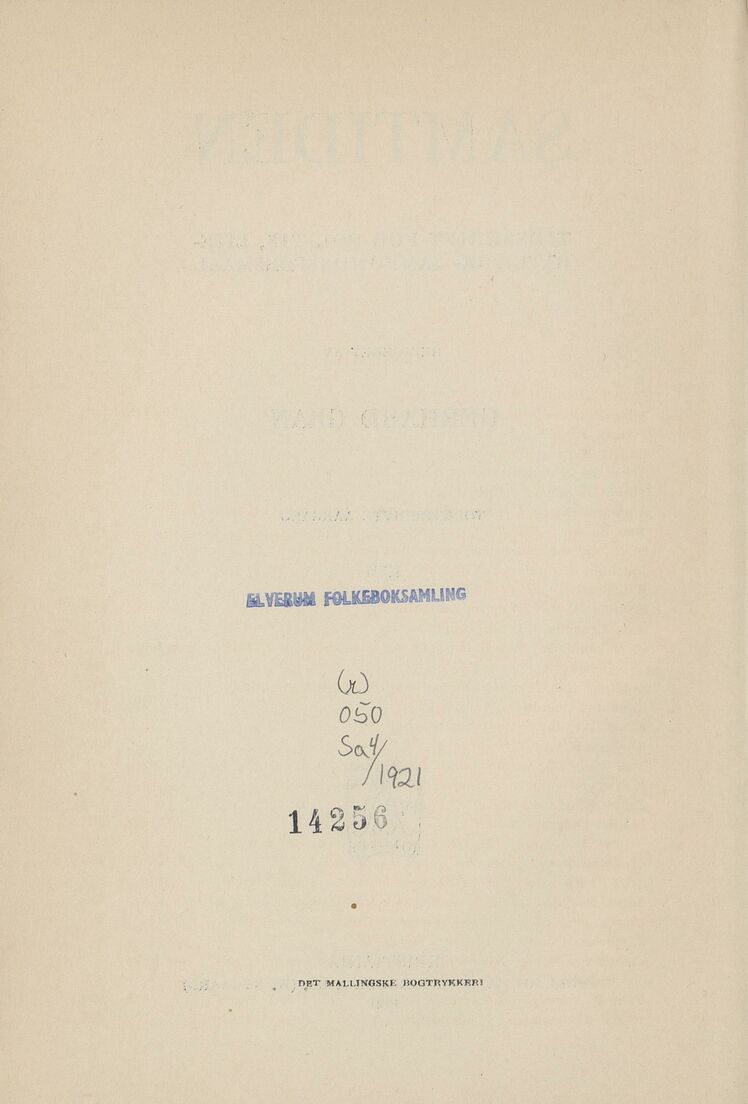 ELVERUM FOLKEBOKSAMLING
(r)
050
Sa4/
/1921
14256
DET MALLINGSKE BOGTRYKKERI